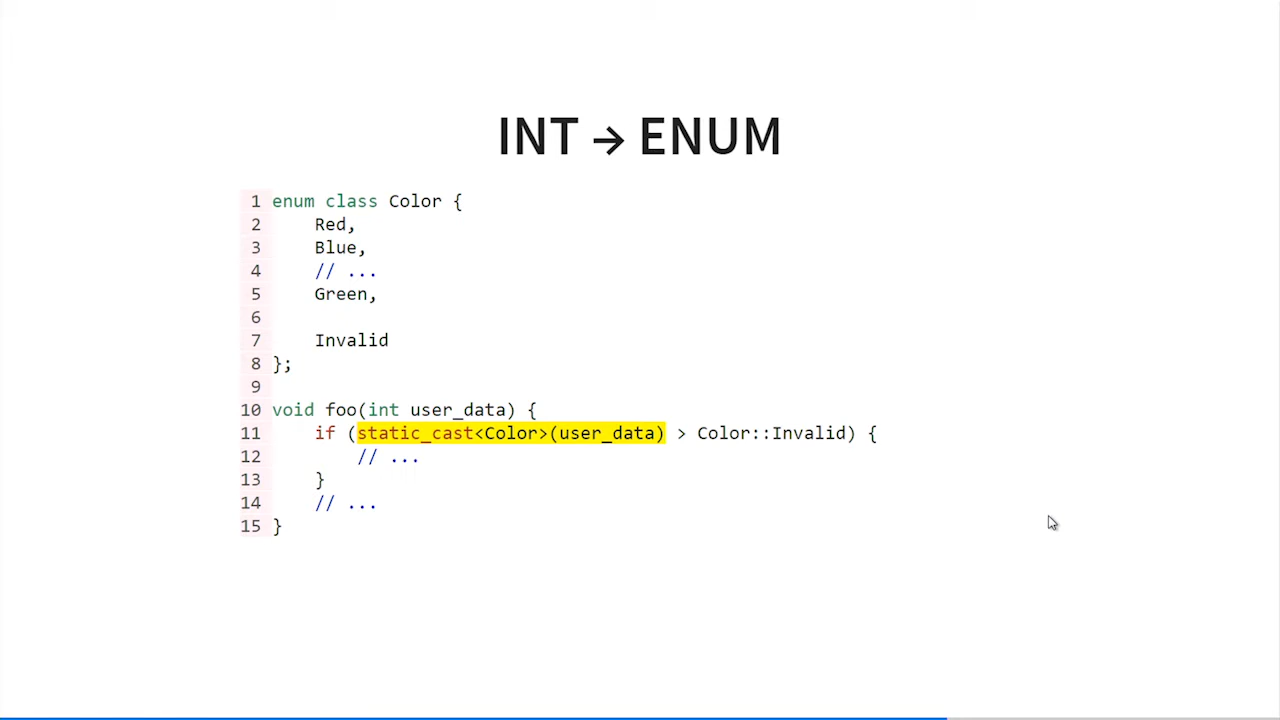 INT → ENUM
1 enum class Color {
2     Red,
3     Blue,
4     // ...
5     Green,
6
7     Invalid
8 };
9
10 void foo(int user_data) {
11     if (static_cast<Color>(user_data) > Color::Invalid) {
12         // ...
13     }
14     // ...
15 }